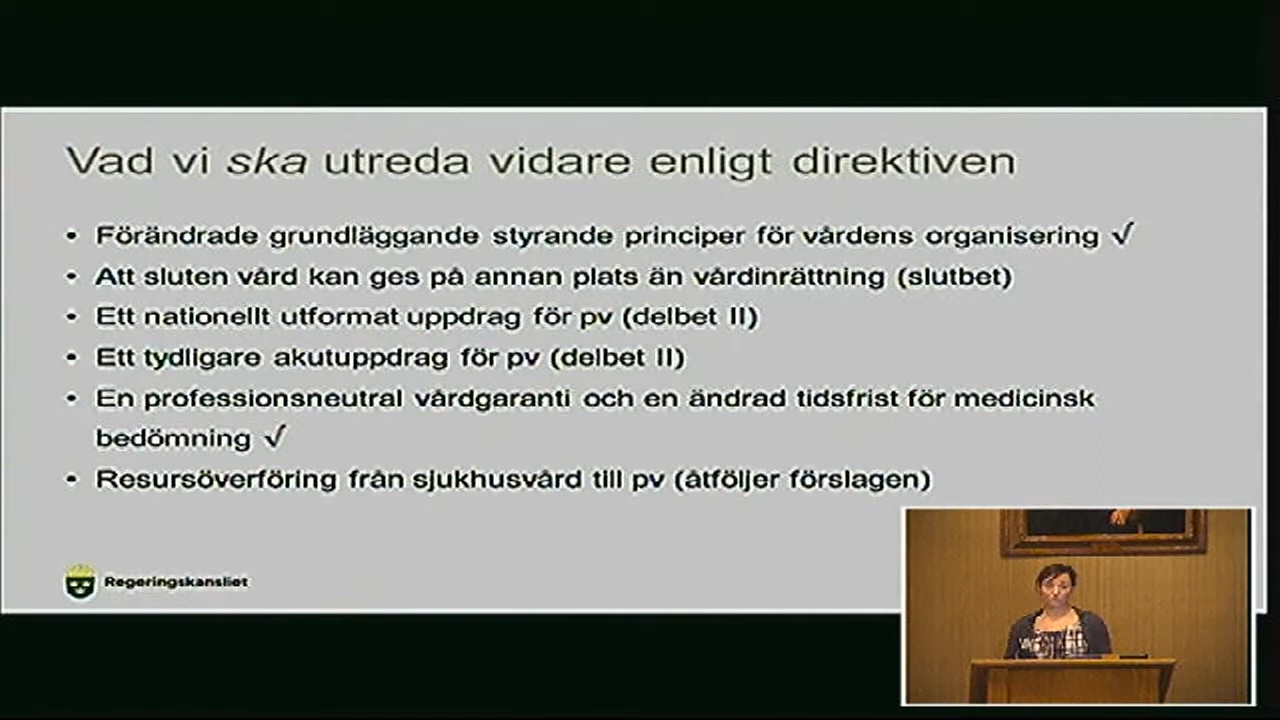 Vad vi ska utreda vidare enligt direktiven
• Förändrade grundläggande styrande principer för vårdens organisering √
• Att sluten vård kan ges på annan plats än vårdinrättning (slutbet)
• Ett nationellt utformat uppdrag för pv (delbet II)
• Ett tydligare akutuppdrag för pv (delbet II)
• En professionsneutral vårdgaranti och en ändrad tidsfrist för medicinsk
bedömning √
• Resursöverföring från sjukhusvård till pv (åtföljer förslagen)
Regeringskansliet